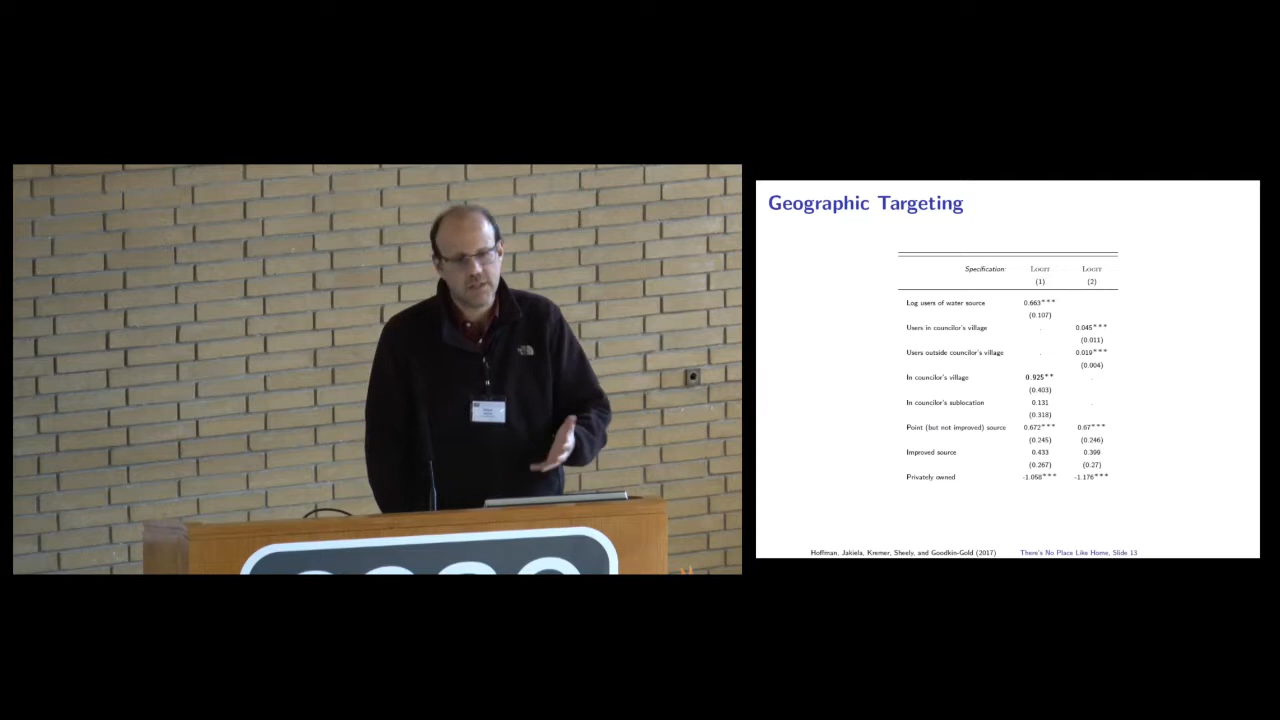 Geographic Targeting
Specification: Logit Logit
(1) (2)
Log users of water source 0.663***
(0.107)
Users in councilor's village . 0.045***
(0.011)
Users outside councilor's village . 0.019***
(0.004)
In councilor's village 0.925** .
(0.403)
In councilor's sublocation 0.131 .
(0.318)
Point (but not improved) source 0.672*** 0.67***
(0.245) (0.246)
Improved source 0.433 0.399
(0.267) (0.27)
Privately owned -1.058*** -1.176***
Hoffman, Jakiela, Kremer, Sheely, and Goodkin-Gold (2017) There's No Place Like Home, Slide 13